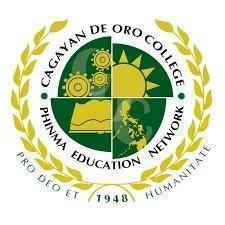 CAGAYAN DE ORO COLLEGE
PHINMA EDUCATION NETWORK
PRO DEO ET HUMANITATE
1948